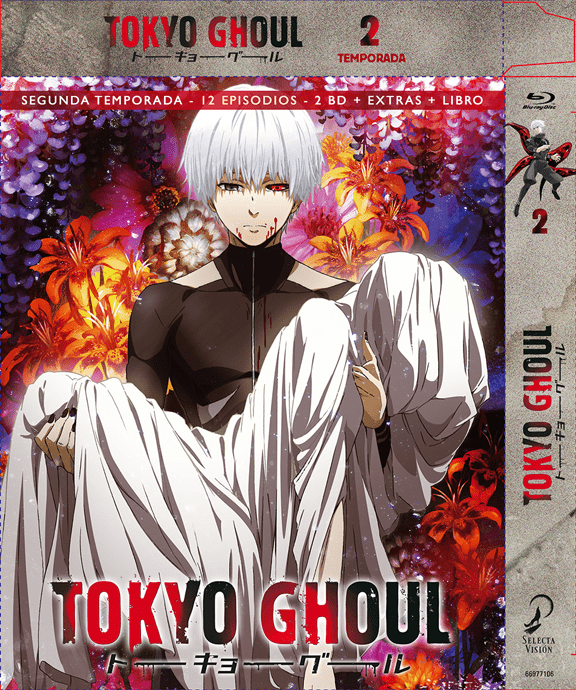 TOKYO GHOUL
トーキョーグール
2
TEMPORADA
SEGUNDA TEMPORADA - 12 EPISODIOS - 2 BD + EXTRAS + LIBRO
TOKYO GHOUL
トーキョーグール
Blu-ray Disc
2
TOKYO GHOUL
トーキョーグール
SELECTA
VISIÓN
66977106